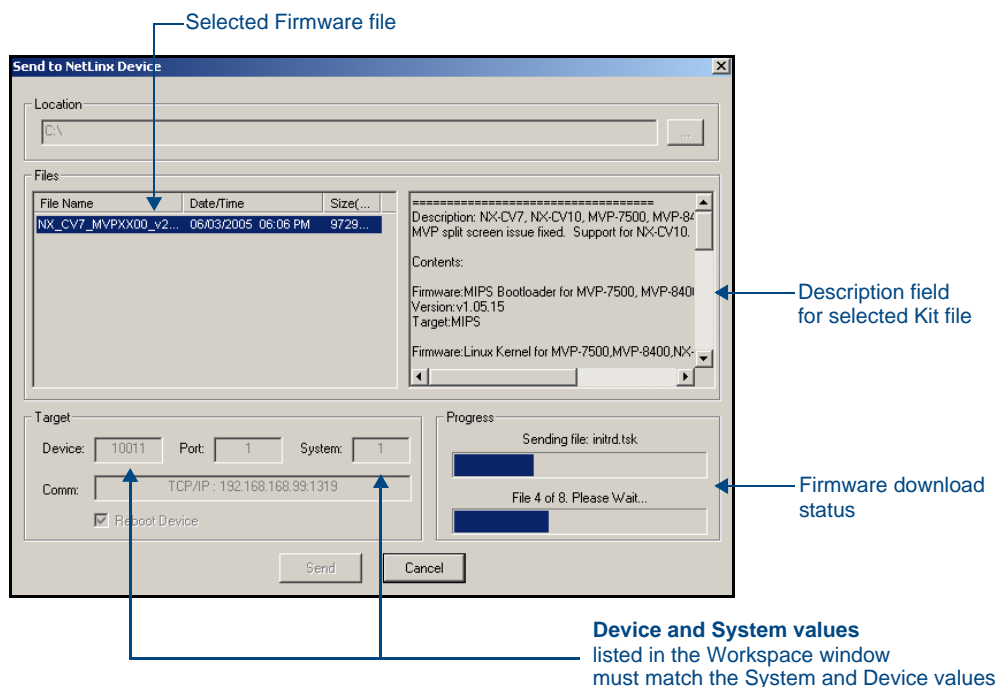 Selected Firmware file
Send to NetLinx Device
Location
C:\
...
Files
File Name Date/Time Size(...
NX_CV7_MVPXX00_v2... 06/03/2005 06:06 PM 9729...
=====================================
Description: NX-CV7, NX-CV10, MVP-7500, MVP-84
MVP split screen issue fixed. Support for NX-CV10.
Contents:
Firmware:MIPS Bootloader for MVP-7500, MVP-840
Version:v1.05.15
Target:MIPS
Firmware:Linux Kernel for MVP-7500,MVP-8400,NX-
Description field
for selected Kit file
Target
Device: 10011 Port: 1 System: 1
Comm: TCP/IP : 192.168.168.99:1319
Reboot Device
Progress
Sending file: initrd.tsk
File 4 of 8. Please Wait...
Firmware download
status
Send Cancel
Device and System values
listed in the Workspace window
must match the System and Device values